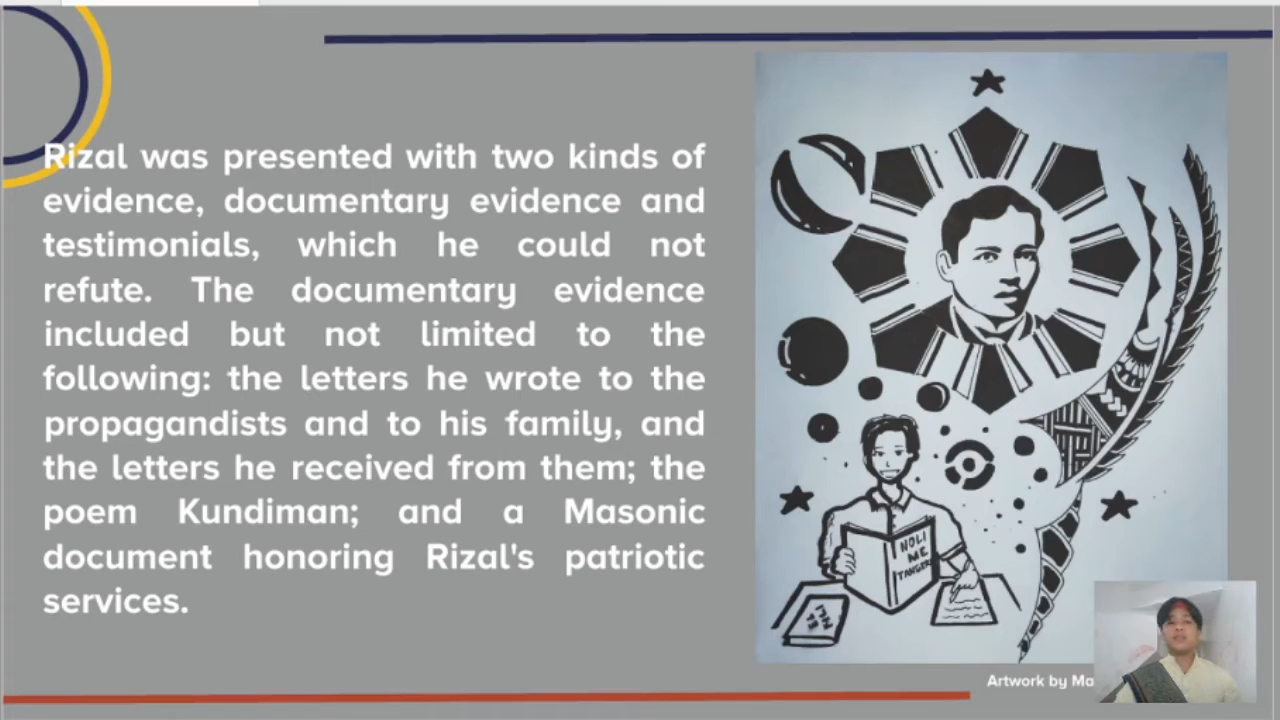 Rizal was presented with two kinds of
evidence, documentary evidence and
testimonials, which he could not
refute. The documentary evidence
included but not limited to the
following: the letters he wrote to the
propagandists and to his family, and
the letters he received from them; the
poem Kundiman; and a Masonic
document honoring Rizal's patriotic
services.
NOLI
ME
Artwork by